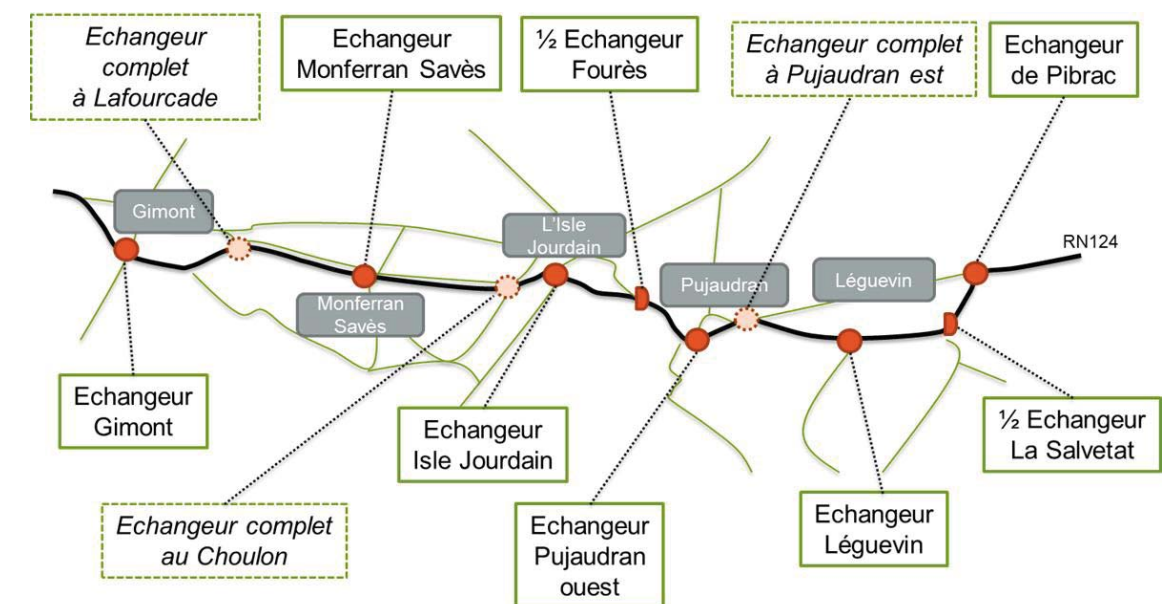 Echangeur
complet
à Lafourcade
Echangeur
Monferran Savès
½ Echangeur
Fourès
Echangeur complet
à Pujaudran est
Echangeur
de Pibrac
Gimont
L'Isle
Jourdain
RN124
Pujaudran
Léguevin
Monferran
Savès
Echangeur
Gimont
Echangeur
Isle Jourdain
½ Echangeur
La Salvetat
Echangeur complet
au Choulon
Echangeur
Pujaudran
ouest
Echangeur
Léguevin